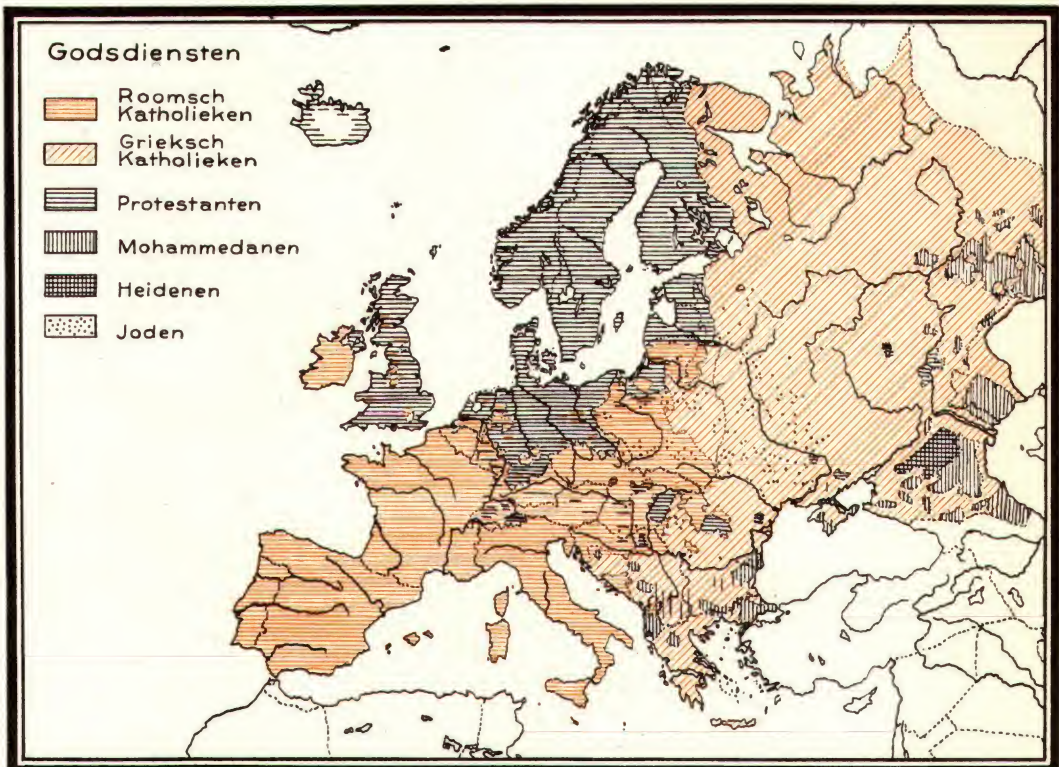 Godsdiensten
Roomsch
Katholieken
Grieksch
Katholieken
Protestanten
Mohammedanen
Heidenen
Joden